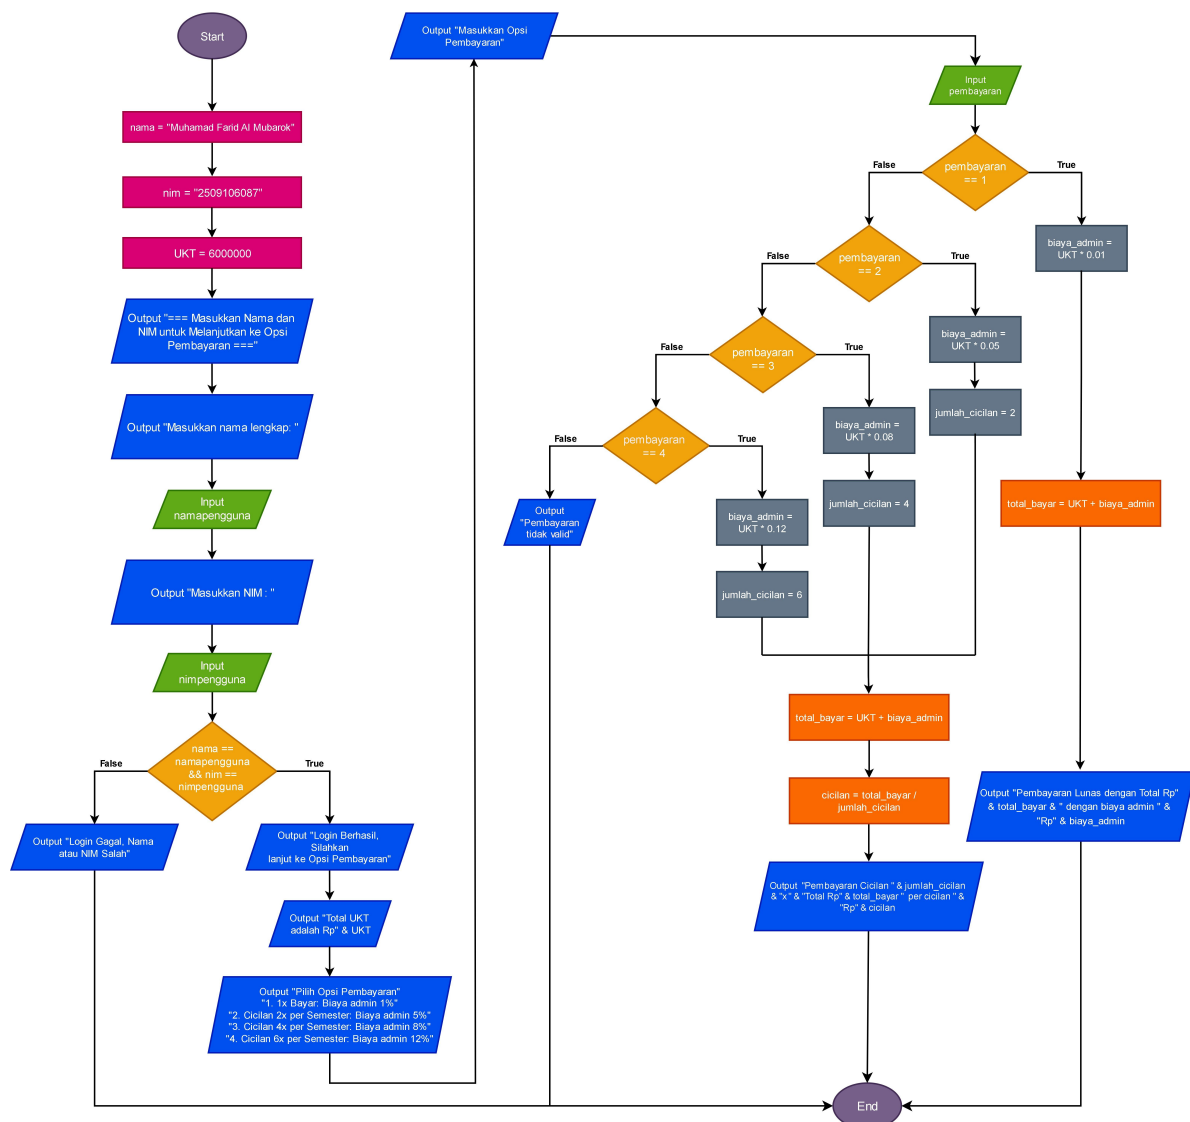 Start
nama = "Muhamad Farid Al Mubarok"
nim = "2509106087"
UKT = 6000000
Output "=== Masukkan Nama dan
NIM untuk Melanjutkan ke Opsi
Pembayaran ==="
Output "Masukkan nama lengkap: "
Input
namapengguna
Output "Masukkan NIM : "
Input
nimpengguna
nama ==
namapengguna
&& nim ==
nimpengguna
False
True
Output "Login Gagal, Nama
atau NIM Salah"
Output "Login Berhasil,
Silahkan
lanjut ke Opsi Pembayaran"
Output "Total UKT
adalah Rp" & UKT
Output "Pilih Opsi Pembayaran"
"1. 1x Bayar: Biaya admin 1%"
"2. Cicilan 2x per Semester: Biaya admin 5%"
"3. Cicilan 4x per Semester: Biaya admin 8%"
"4. Cicilan 6x per Semester: Biaya admin 12%"
Output "Masukkan Opsi
Pembayaran"
Input
pembayaran
pembayaran
== 1
False
True
biaya_admin =
UKT * 0.01
pembayaran
== 2
False
True
biaya_admin =
UKT * 0.05
jumlah_cicilan = 2
pembayaran
== 3
False
True
biaya_admin =
UKT * 0.08
jumlah_cicilan = 4
pembayaran
== 4
False
True
Output
"Pembayaran
tidak valid"
biaya_admin =
UKT * 0.12
jumlah_cicilan = 6
total_bayar = UKT + biaya_admin
total_bayar = UKT + biaya_admin
cicilan = total_bayar /
jumlah_cicilan
Output "Pembayaran Lunas dengan Total Rp"
& total_bayar & " dengan biaya admin " &
"Rp" & biaya_admin
Output "Pembayaran Cicilan " & jumlah_cicilan
& "x" & "Total Rp" & total_bayar "  per cicilan " &
"Rp" & cicilan
End